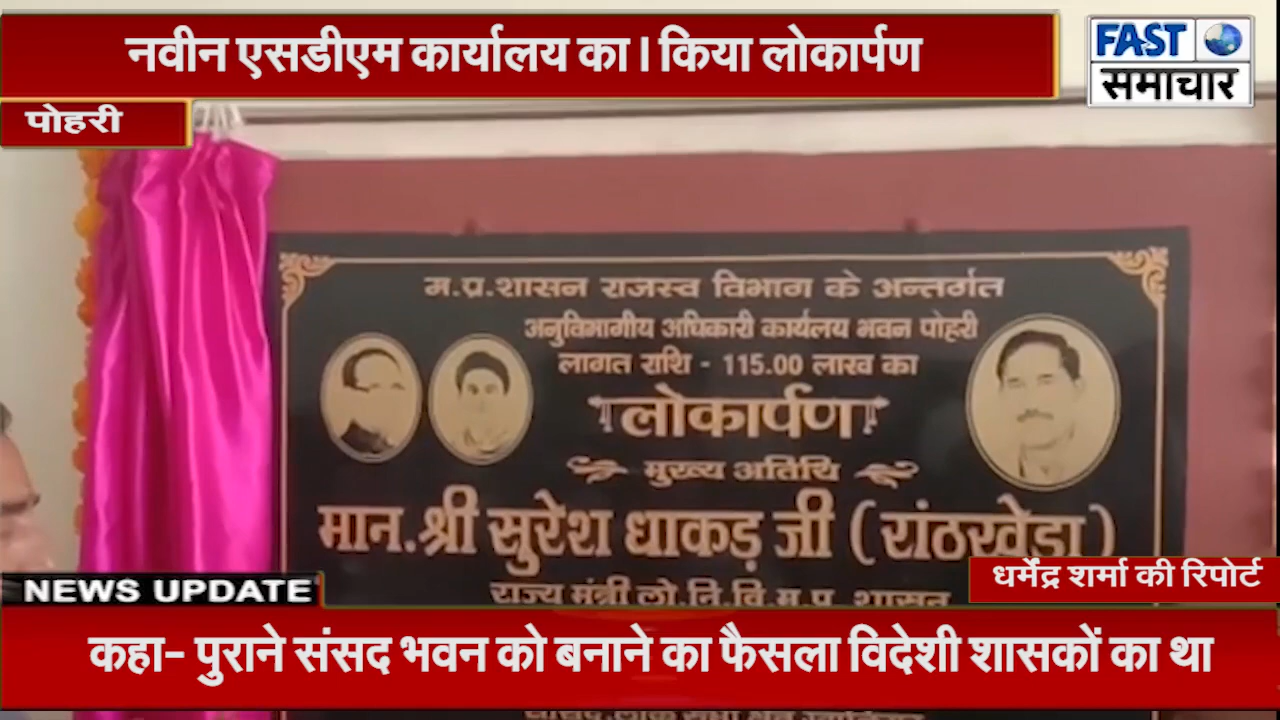 नवीन एसडीएम कार्यालय का । किया लोकार्पण
FAST
समाचार
पोहरी
म.प्र.शासन राजस्व विभाग के अन्तर्गत
अनुविभागीय अधिकारी कार्यलय भवन पोहरी
लागत राशि - 115.00 लाख का
लोकार्पण
मुख्य अतिथि
मान.श्री सुरेश धाकड़ जी (रांठखेडा)
राज्य मंत्री लो.नि.वि.म.प्र. शासन
धर्मेंद्र शर्मा की रिपोर्ट
NEWS UPDATE
कहा- पुराने संसद भवन को बनाने का फैसला विदेशी शासकों का था